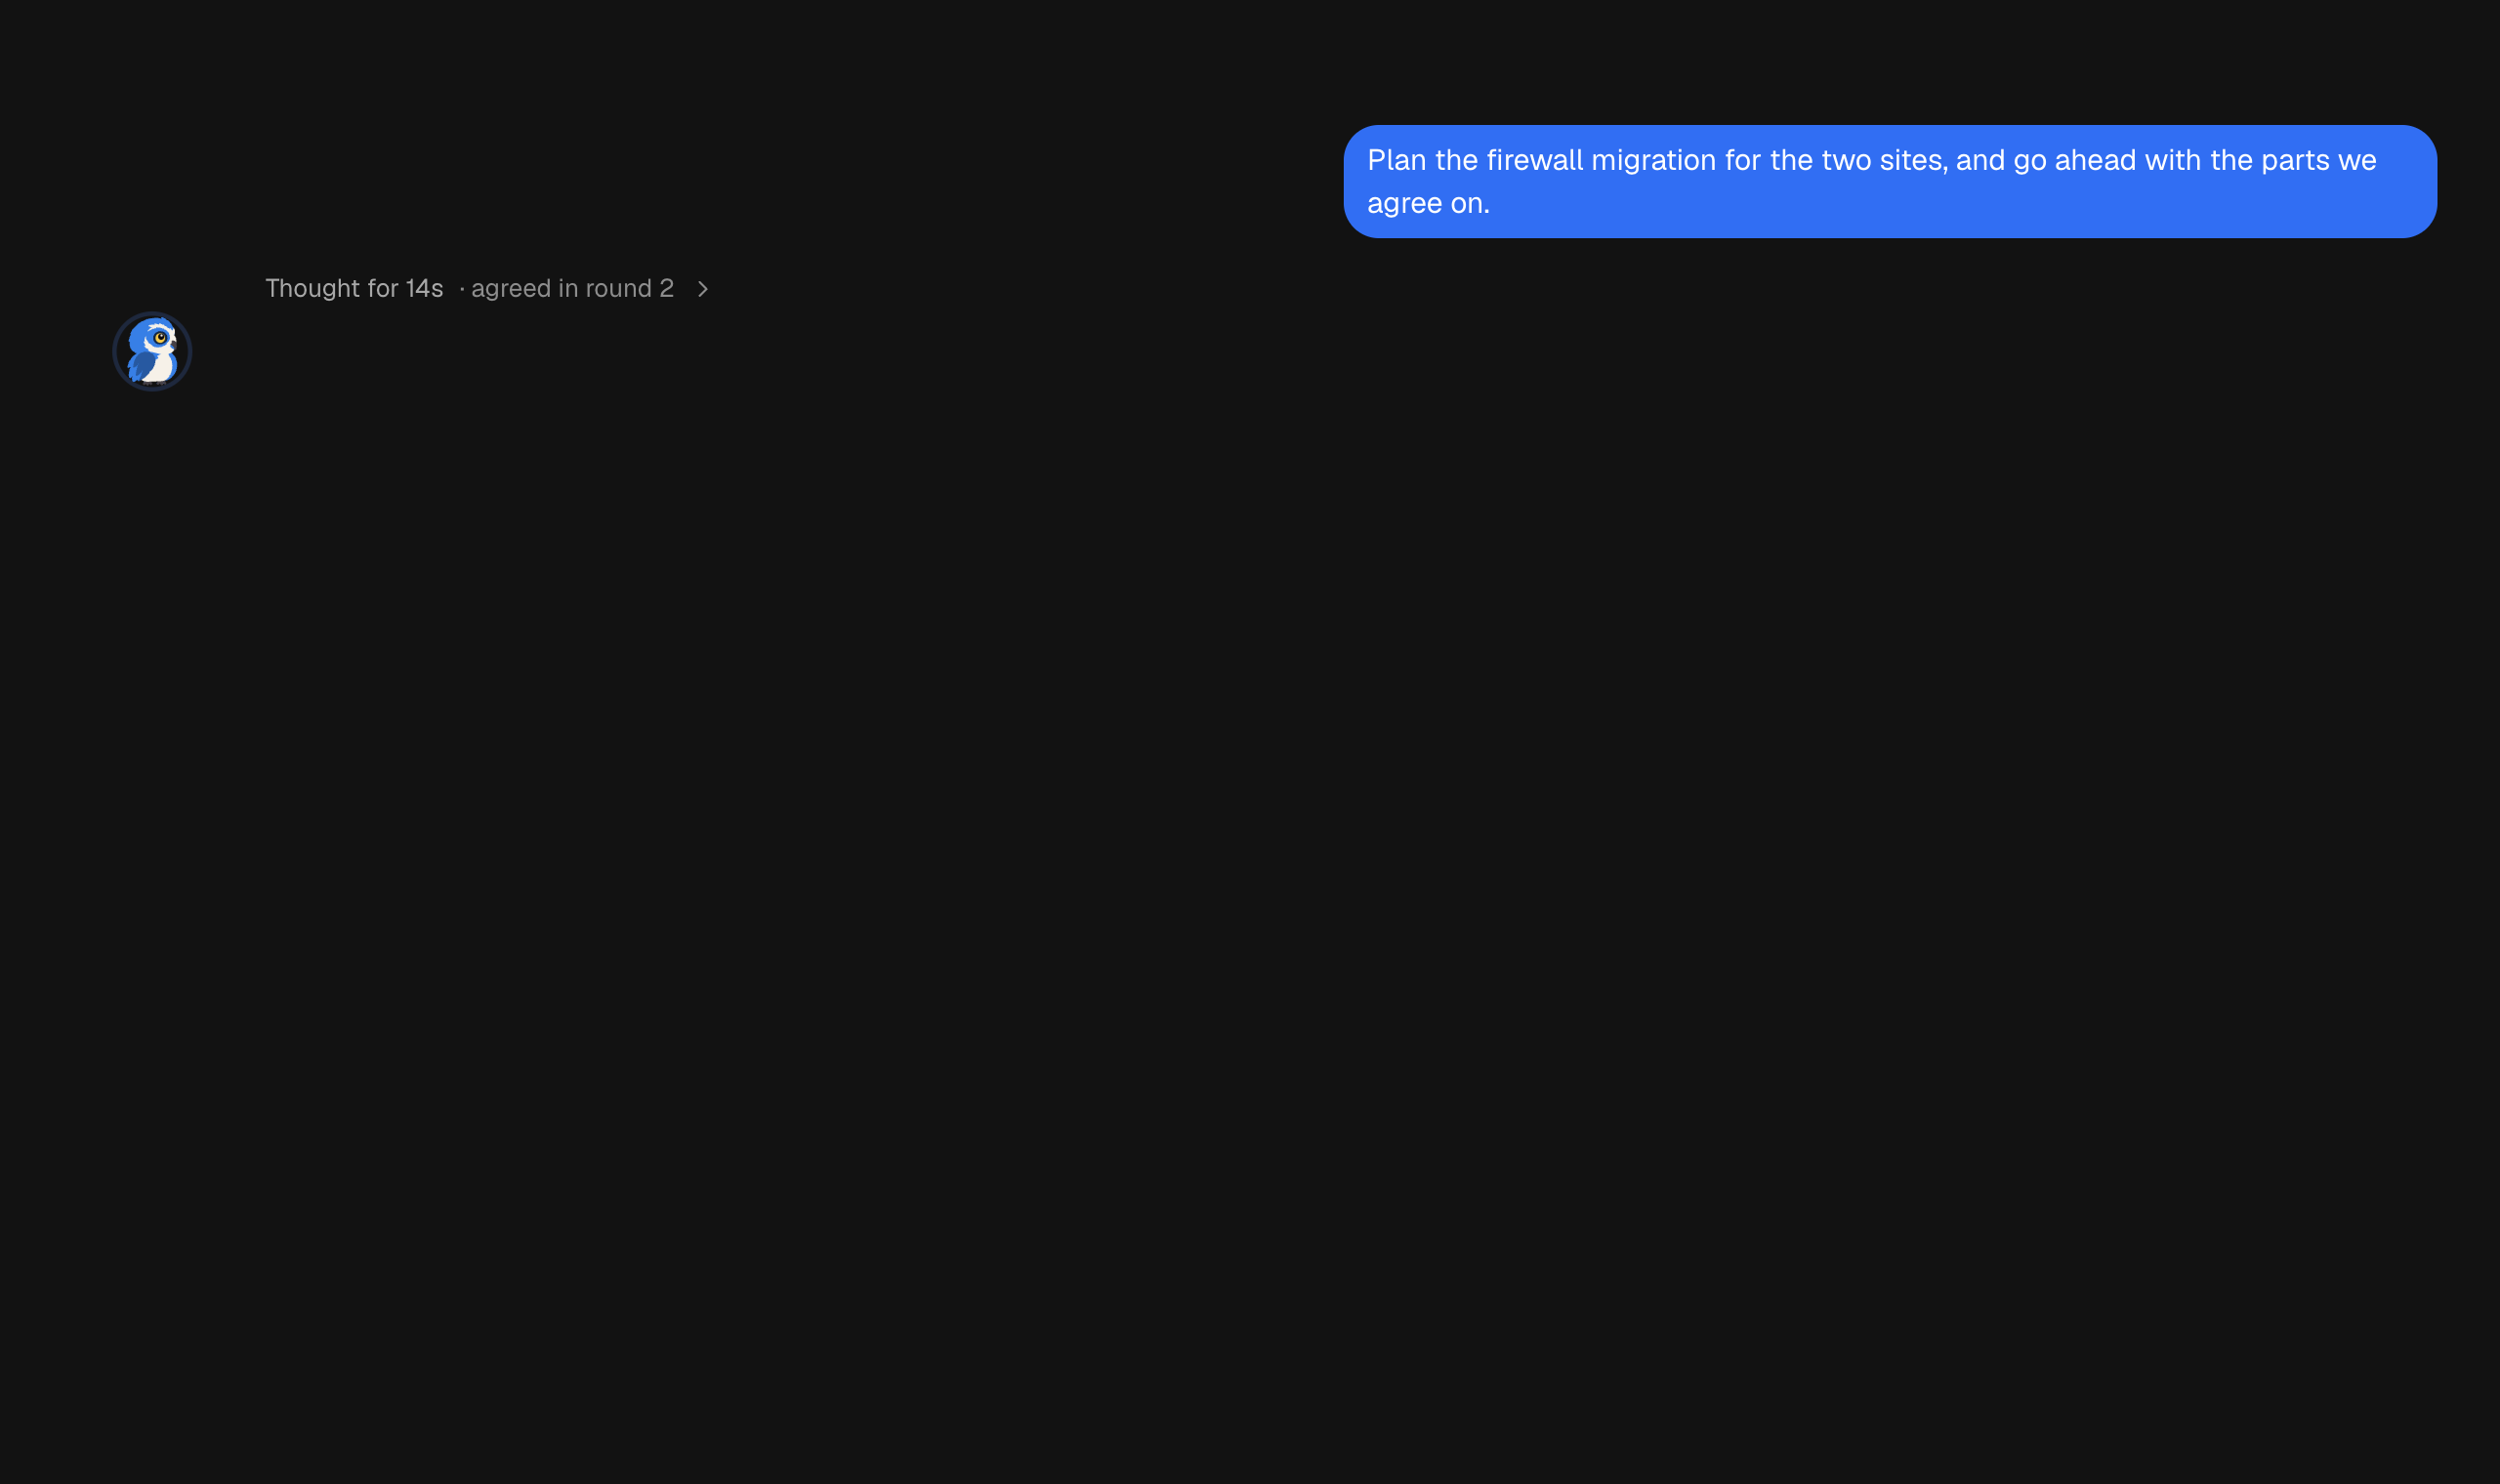 Plan the firewall migration for the two sites, and go ahead with the parts we
agree on.
Thought for 14s · agreed in round 2